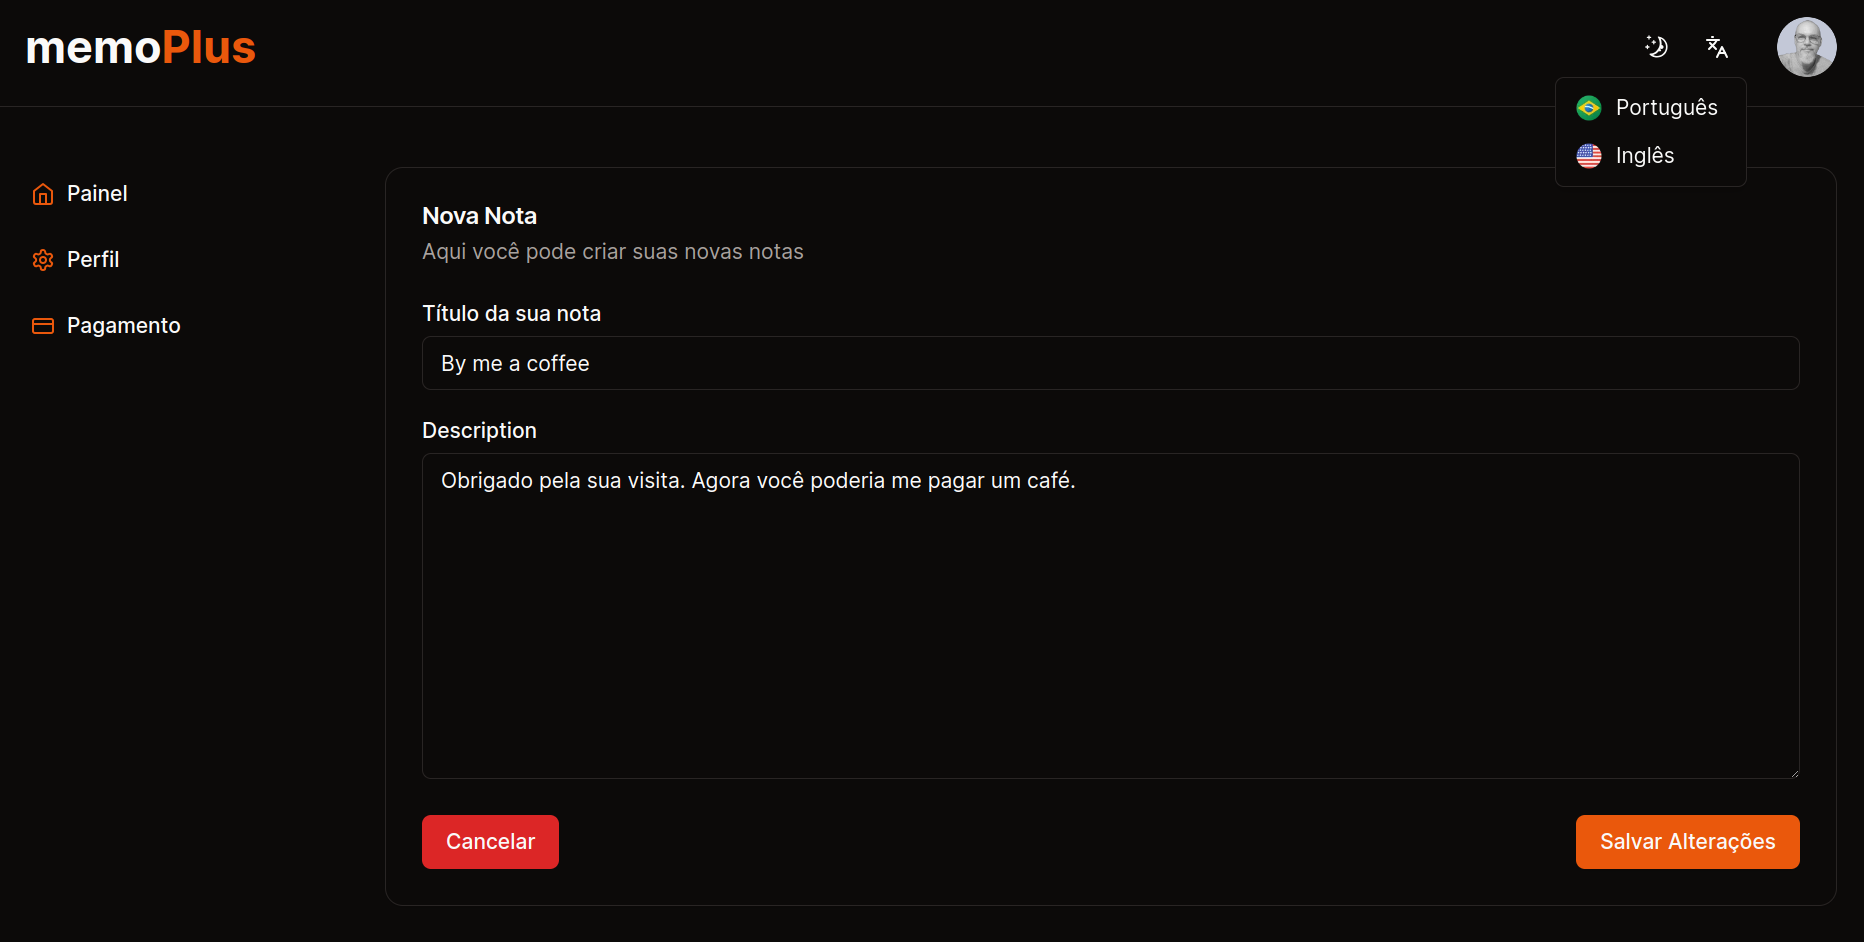 memoPlus
Português
Inglês
Painel
Perfil
Pagamento
Nova Nota
Aqui você pode criar suas novas notas
Título da sua nota
By me a coffee
Description
Obrigado pela sua visita. Agora você poderia me pagar um café.
Cancelar
Salvar Alterações